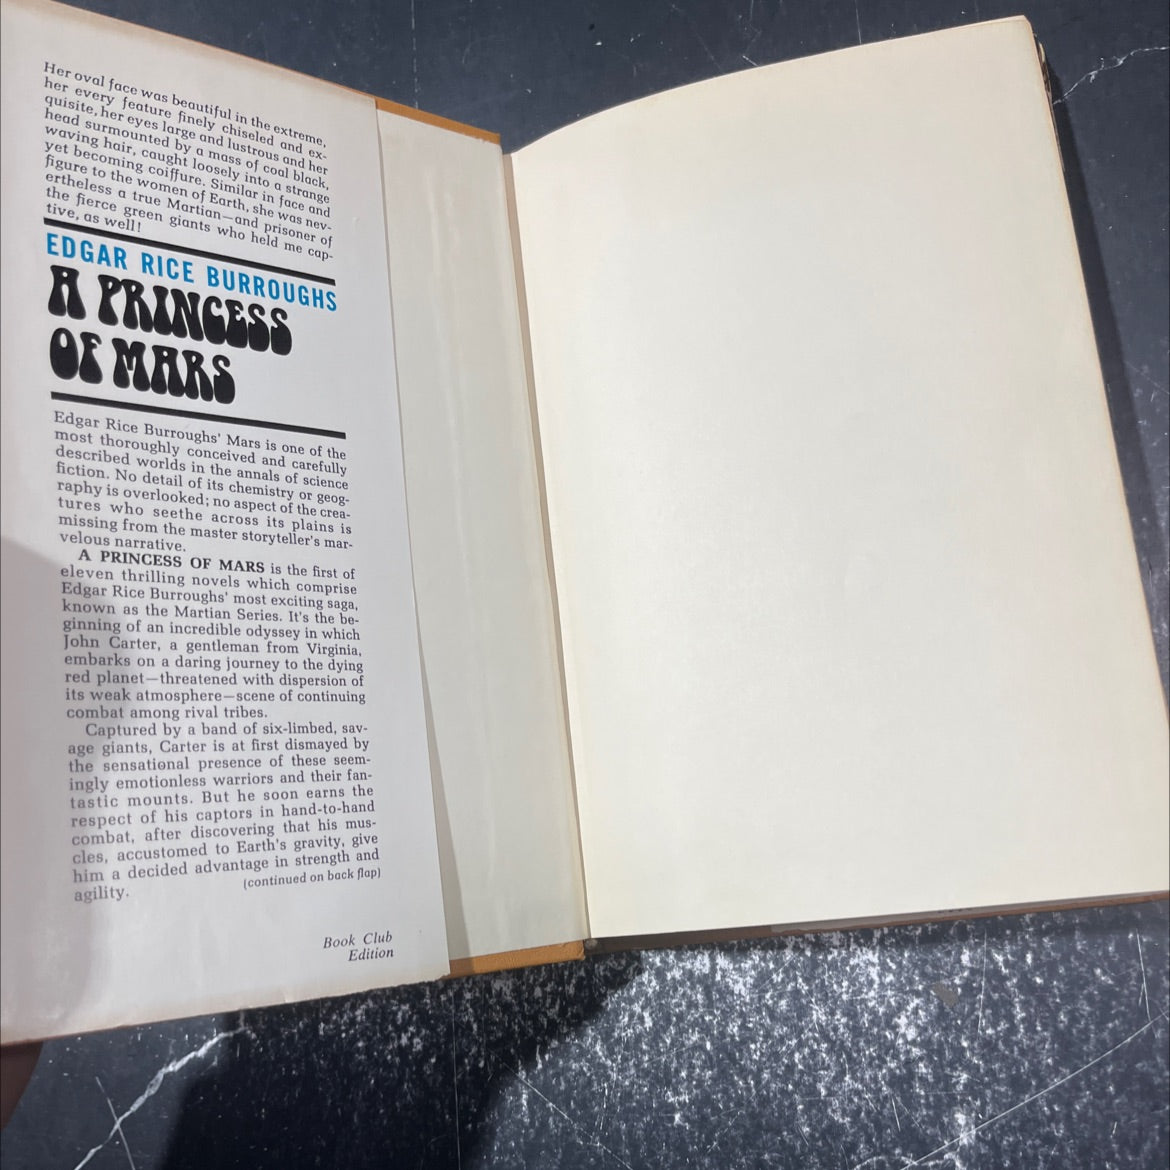 Her oval face was beautiful in the extreme,
her every feature finely chiseled and ex-
quisite, her eyes large and lustrous and her
head surmounted by a mass of coal black,
waving hair, caught loosely into a strange
yet becoming coiffure. Similar in face and
figure to the women of Earth, she was nev-
ertheless a true Martian—and prisoner of
the fierce green giants who held me cap-
tive, as well!
EDGAR RICE BURROUGHS
A PRINCESS
OF MARS
Edgar Rice Burroughs' Mars is one of the
most thoroughly conceived and carefully
described worlds in the annals of science
fiction. No detail of its chemistry or geog-
raphy is overlooked; no aspect of the crea-
tures who seethe across its plains is
missing from the master storyteller's mar-
velous narrative.
A PRINCESS OF MARS is the first of
eleven thrilling novels which comprise
Edgar Rice Burroughs' most exciting saga,
known as the Martian Series. It's the be-
ginning of an incredible odyssey in which
John Carter, a gentleman from Virginia,
embarks on a daring journey to the dying
red planet—threatened with dispersion of
its weak atmosphere—scene of continuing
combat among rival tribes.
Captured by a band of six-limbed, sav-
age giants, Carter is at first dismayed by
the sensational presence of these seem-
ingly emotionless warriors and their fan-
tastic mounts. But he soon earns the
respect of his captors in hand-to-hand
combat, after discovering that his mus-
cles, accustomed to Earth's gravity, give
him a decided advantage in strength and
agility.
(continued on back flap)
Book Club
Edition